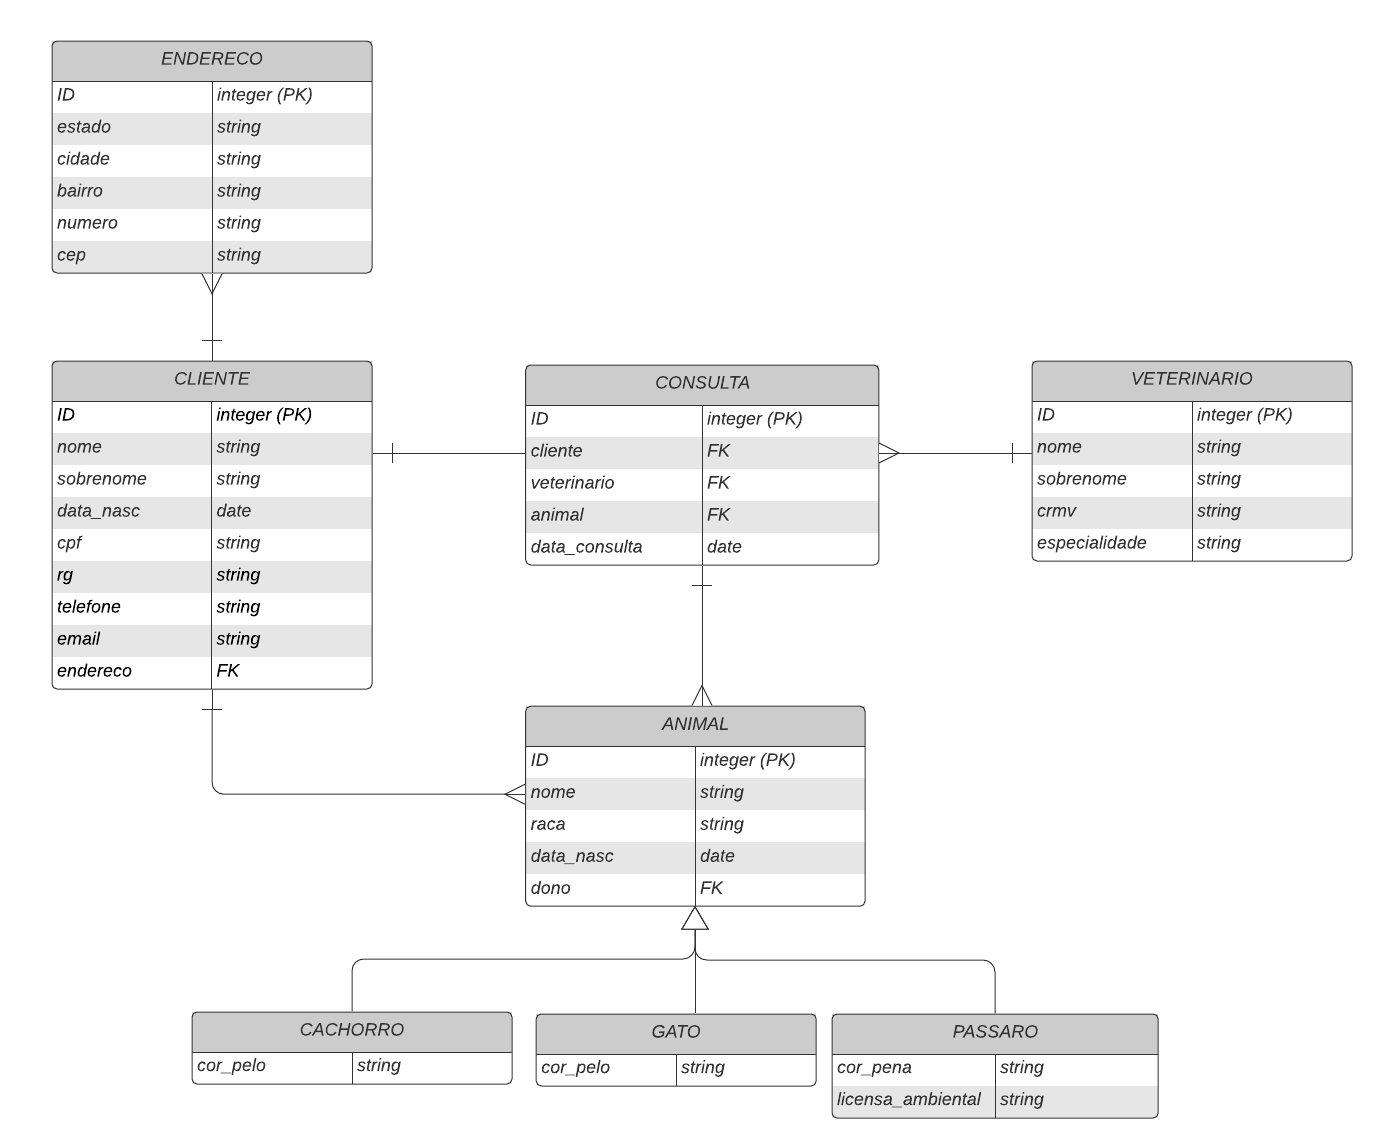 ENDERECO
ID integer (PK)
estado string
cidade string
bairro string
numero string
cep string
CLIENTE
ID integer (PK)
nome string
sobrenome string
data_nasc date
cpf string
rg string
telefone string
email string
endereco FK
CONSULTA
ID integer (PK)
cliente FK
veterinario FK
animal FK
data_consulta date
VETERINARIO
ID integer (PK)
nome string
sobrenome string
crmv string
especialidade string
ANIMAL
ID integer (PK)
nome string
raca string
data_nasc date
dono FK
CACHORRO
cor_pelo string
GATO
cor_pelo string
PASSARO
cor_pena string
licensa_ambiental string